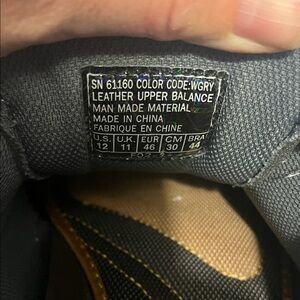 SN 61160 COLOR CODE:WGRY
LEATHER UPPER BALANCE
MAN MADE MATERIAL
MADE IN CHINA
FABRIQUE EN CHINE
U.S. U.K. EUR CM BRA
12 11 46 30 44